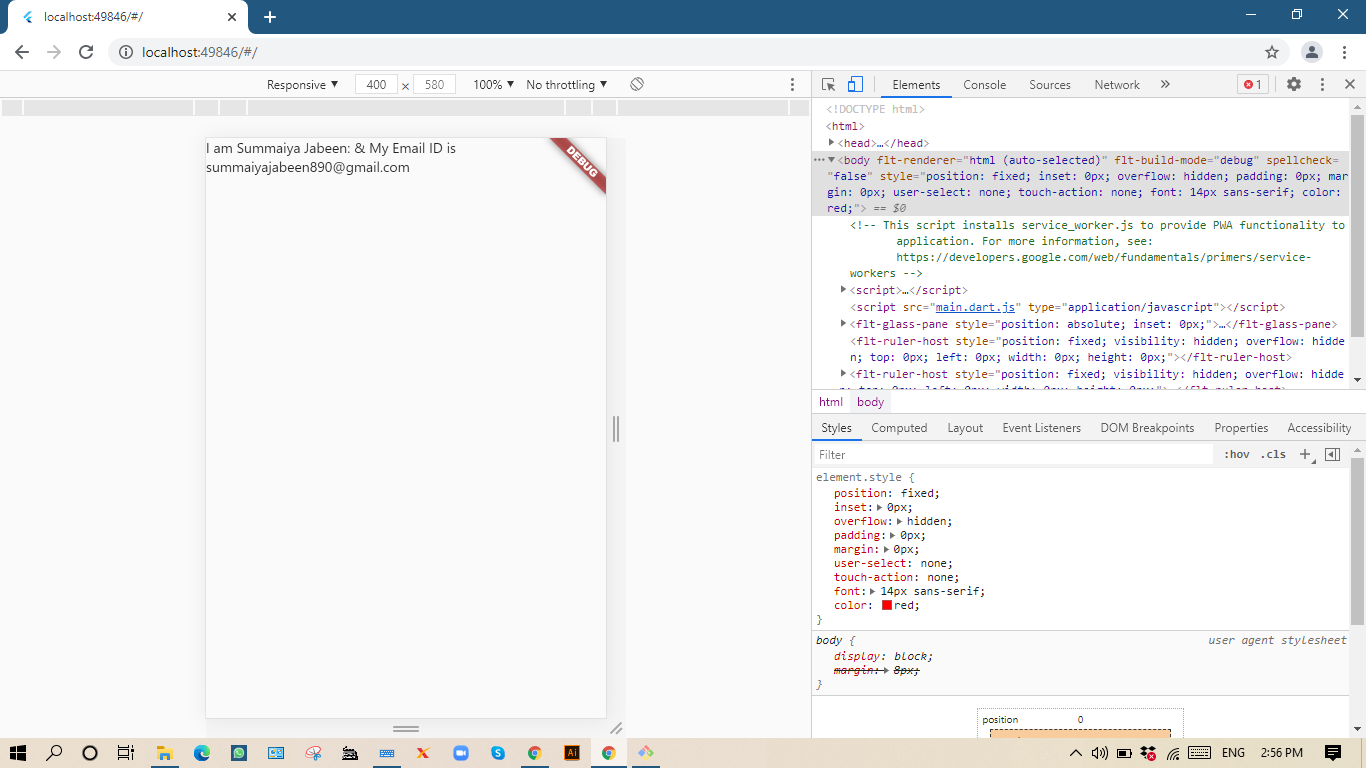 localhost:49846/#/
localhost:49846/#/
Responsive 400 × 580 100% No throttling
I am Summaiya Jabeen: & My Email ID is
summaiyajabeen890@gmail.com
DEBUG
Elements Console Sources Network » 1
<!DOCTYPE html>
<html>
<head>…</head>
<body flt-renderer="html (auto-selected)" flt-build-mode="debug" spellcheck=
"false" style="position: fixed; inset: 0px; overflow: hidden; padding: 0px; mar
gin: 0px; user-select: none; touch-action: none; font: 14px sans-serif; color:
red;"> == $0
<!-- This script installs service_worker.js to provide PWA functionality to
application. For more information, see:
https://developers.google.com/web/fundamentals/primers/service-
workers -->
<script>…</script>
<script src="main.dart.js" type="application/javascript"></script>
<flt-glass-pane style="position: absolute; inset: 0px;">…</flt-glass-pane>
<flt-ruler-host style="position: fixed; visibility: hidden; overflow: hidde
n; top: 0px; left: 0px; width: 0px; height: 0px;"></flt-ruler-host>
<flt-ruler-host style="position: fixed; visibility: hidden; overflow: hidde
html body
Styles Computed Layout Event Listeners DOM Breakpoints Properties Accessibility
Filter :hov .cls +
element.style {
position: fixed;
inset: 0px;
overflow: hidden;
padding: 0px;
margin: 0px;
user-select: none;
touch-action: none;
font: 14px sans-serif;
color: red;
}
body { user agent stylesheet
display: block;
margin: 8px;
}
position 0
ENG 2:56 PM